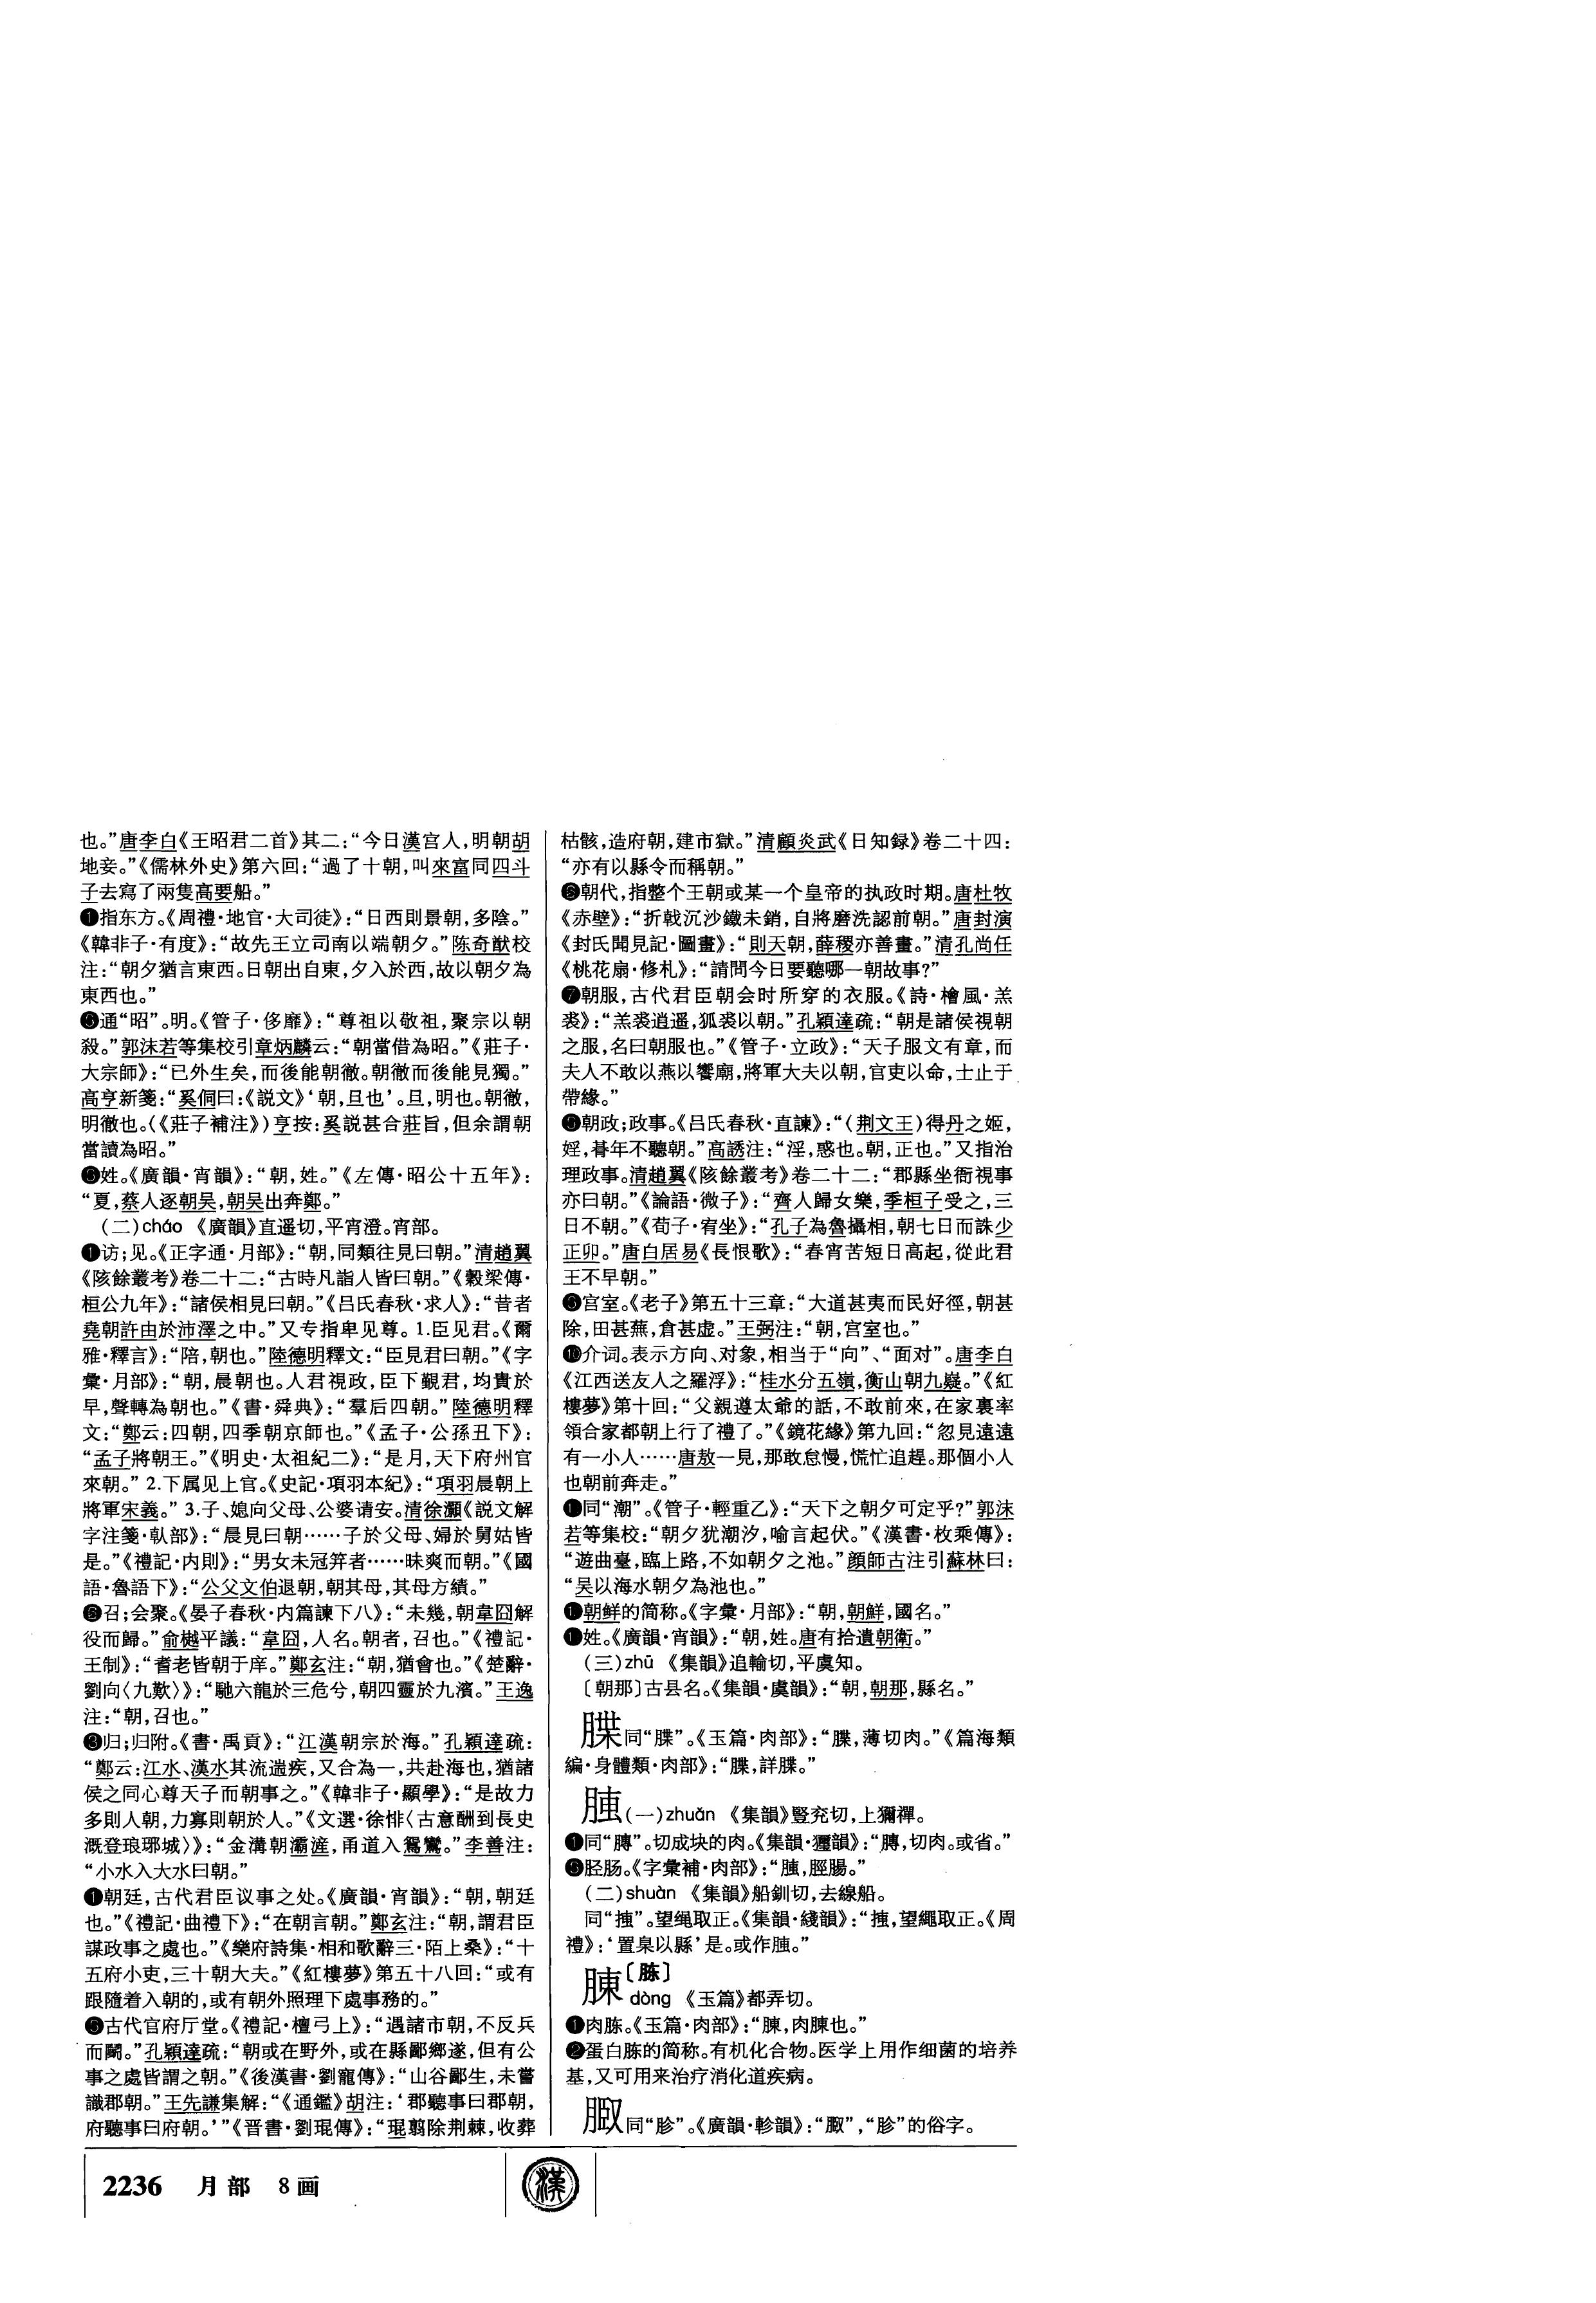 也。”唐李白《王昭君二首》其二：“今日漢宫人，明朝胡
地妾。”《儒林外史》第六回：“過了十朝，叫來富同四斗
子去寫了兩隻高要船。”
❶指东方。《周禮·地官·大司徒》：“日西則景朝，多陰。”
《韓非子·有度》：“故先王立司南以端朝夕。”陈奇猷校
注：“朝夕猶言東西。日朝出自東，夕入於西，故以朝夕為
東西也。”
通“昭”。明。《管子·侈靡》：“尊祖以敬祖，聚宗以朝
殺。”郭沫若等集校引章炳麟云：“朝當借為昭。”《莊子·
大宗師》：“已外生矣，而後能朝徹。朝徹而後能見獨。”
高亨新箋：“奚侗曰：《説文》‘朝，旦也’。旦，明也。朝徹，
明徹也。（《莊子補注》）亨按：奚説甚合莊旨，但余謂朝
當讀為昭。”
姓。《廣韻·宵韻》：“朝，姓。”《左傳·昭公十五年》：
“夏，蔡人逐朝吴，朝吴出奔鄭。”
（二）cháo 《廣韻》直遥切，平宵澄。宵部。
❶访；见。《正字通·月部》：“朝，同類往見曰朝。”清趙翼
《陔餘叢考》卷二十二：“古時凡詣人皆曰朝。”《穀梁傳·
桓公九年》：“諸侯相見曰朝。”《吕氏春秋·求人》：“昔者
堯朝許由於沛澤之中。”又专指卑见尊。1.臣见君。《爾
雅·釋言》：“陪，朝也。”陸德明釋文：“臣見君曰朝。”《字
彙·月部》：“朝，晨朝也。人君視政，臣下覲君，均貴於
早，聲轉為朝也。”《書·舜典》：“羣后四朝。”陸德明釋
文：“鄭云：四朝，四季朝京師也。”《孟子·公孫丑下》：
“孟子將朝王。”《明史·太祖紀二》：“是月，天下府州官
來朝。”2.下属见上官。《史記·項羽本紀》：“項羽晨朝上
將軍宋義。”3.子、媳向父母、公婆请安。清徐灝《説文解
字注箋·倝部》：“晨見曰朝……子於父母、婦於舅姑皆
是。”《禮記·内則》：“男女未冠笄者……昧爽而朝。”《國
語·魯語下》：“公父文伯退朝，朝其母，其母方績。”
❷召；会聚。《晏子春秋·内篇諫下八》：“未幾，朝韋冏解
役而歸。”俞樾平議：“韋冏，人名。朝者，召也。”《禮記·
王制》：“耆老皆朝于庠。”鄭玄注：“朝，猶會也。”《楚辭·
劉向〈九歎〉》：“馳六龍於三危兮，朝四靈於九濱。”王逸
注：“朝，召也。”
❸归；归附。《書·禹貢》：“江漢朝宗於海。”孔穎達疏：
“鄭云：江水、漢水其流遄疾，又合為一，共赴海也，猶諸
侯之同心尊天子而朝事之。”《韓非子·顯學》：“是故力
多則人朝，力寡則朝於人。”《文選·徐悱〈古意酬到長史
溉登琅邪城〉》：“金溝朝灞滻，甬道入鴛鸞。”李善注：
“小水入大水曰朝。”
❶朝廷，古代君臣议事之处。《廣韻·宵韻》：“朝，朝廷
也。”《禮記·曲禮下》：“在朝言朝。”鄭玄注：“朝，謂君臣
謀政事之處也。”《樂府詩集·相和歌辭三·陌上桑》：“十
五府小吏，三十朝大夫。”《紅樓夢》第五十八回：“或有
跟隨着入朝的，或有朝外照理下處事務的。”
❺古代官府厅堂。《禮記·檀弓上》：“遇諸市朝，不反兵
而鬭。”孔穎達疏：“朝或在野外，或在縣鄙鄉遂，但有公
事之處皆謂之朝。”《後漢書·劉寵傳》：“山谷鄙生，未嘗
識郡朝。”王先謙集解：“《通鑑》胡注：‘郡聽事曰郡朝，
府聽事曰府朝。’”《晋書·劉琨傳》：“琨翦除荆棘，收葬
枯骸，造府朝，建市獄。”清顧炎武《日知録》卷二十四：
“亦有以縣令而稱朝。”
❻朝代，指整个王朝或某一个皇帝的执政时期。唐杜牧
《赤壁》：“折戟沉沙鐵未銷，自將磨洗認前朝。”唐封演
《封氏聞見記·圖畫》：“則天朝，薛稷亦善畫。”清孔尚任
《桃花扇·修札》：“請問今日要聽哪一朝故事？”
❼朝服，古代君臣朝会时所穿的衣服。《詩·檜風·羔
裘》：“羔裘逍遥，狐裘以朝。”孔穎達疏：“朝是諸侯視朝
之服，名曰朝服也。”《管子·立政》：“天子服文有章，而
夫人不敢以燕以饗廟，將軍大夫以朝，官吏以命，士止于
帶緣。”
❽朝政；政事。《吕氏春秋·直諫》：“（荆文王）得丹之姬，
婬，朞年不聽朝。”高誘注：“淫，惑也。朝，正也。”又指治
理政事。清趙翼《陔餘叢考》卷二十二：“郡縣坐衙視事
亦曰朝。”《論語·微子》：“齊人歸女樂，季桓子受之，三
日不朝。”《荀子·宥坐》：“孔子為魯攝相，朝七日而誅少
正卯。”唐白居易《長恨歌》：“春宵苦短日高起，從此君
王不早朝。”
❾宫室。《老子》第五十三章：“大道甚夷而民好徑，朝甚
除，田甚蕪，倉甚虚。”王弼注：“朝，宫室也。”
❿介词。表示方向、对象，相当于“向”、“面对”。唐李白
《江西送友人之羅浮》：“桂水分五嶺，衡山朝九嶷。”《紅
樓夢》第十回：“父親遵太爺的話，不敢前來，在家裏率
領合家都朝上行了禮了。”《鏡花緣》第九回：“忽見遠遠
有一小人……唐敖一見，那敢怠慢，慌忙追趕。那個小人
也朝前奔走。”
同“潮”。《管子·輕重乙》：“天下之朝夕可定乎？”郭沫
若等集校：“朝夕犹潮汐，喻言起伏。”《漢書·枚乘傳》：
“遊曲臺，臨上路，不如朝夕之池。”顔師古注引蘇林曰：
“吴以海水朝夕為池也。”
朝鲜的简称。《字彙·月部》：“朝，朝鮮，國名。”
姓。《廣韻·宵韻》：“朝，姓。唐有拾遺朝衡。”
（三）zhū 《集韻》追輸切，平虞知。
〔朝那〕古县名。《集韻·虞韻》：“朝，朝那，縣名。”
同“牒”。《玉篇·肉部》：“，薄切肉。”《篇海類
編·身體類·肉部》：“，詳。”
（一）zhuǎn 《集韻》豎兖切，上獮禪。
❶同“膞”。切成块的肉。《集韻·獮韻》：“膞，切肉。或省。”
胫肠。《字彙補·肉部》：“，脛腸。”
（二）shuàn 《集韻》船釧切，去線船。
同“”。望绳取正。《集韻·綫韻》：“，望繩取正。《周
禮》：‘置臬以縣’是。或作。”
腖〔胨〕
dòng 《玉篇》都弄切。
❶肉胨。《玉篇·肉部》：“腖，肉腖也。”
❷蛋白胨的简称。有机化合物。医学上用作细菌的培养
基，又可用来治疗消化道疾病。
同“胗”。《廣韻·軫韻》：“”，“胗”的俗字。
2236 月部 8画
漢